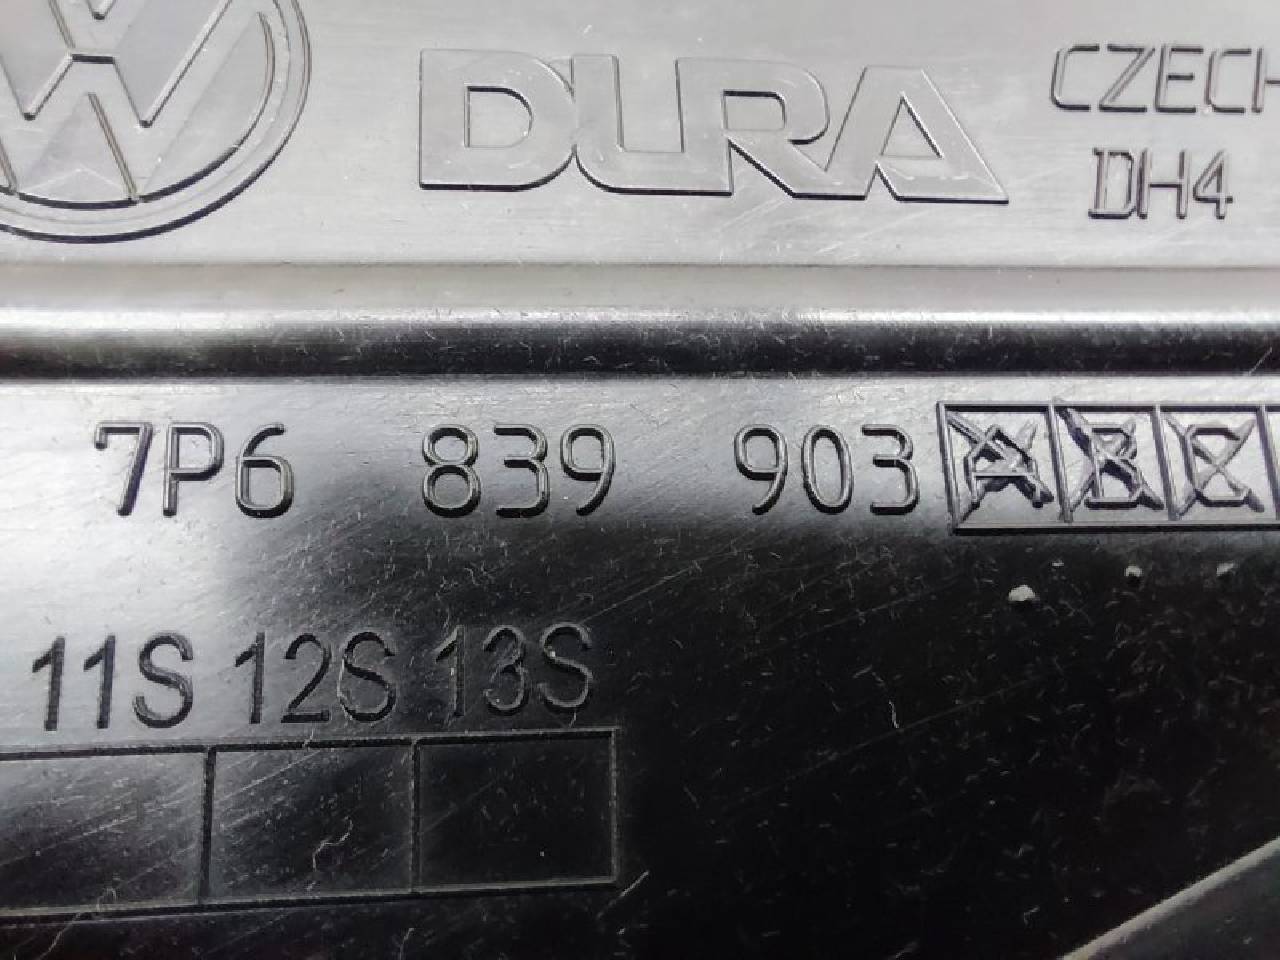 DURA
CZECH
DH4
7P6 839 903 A B C
11S 12S 13S